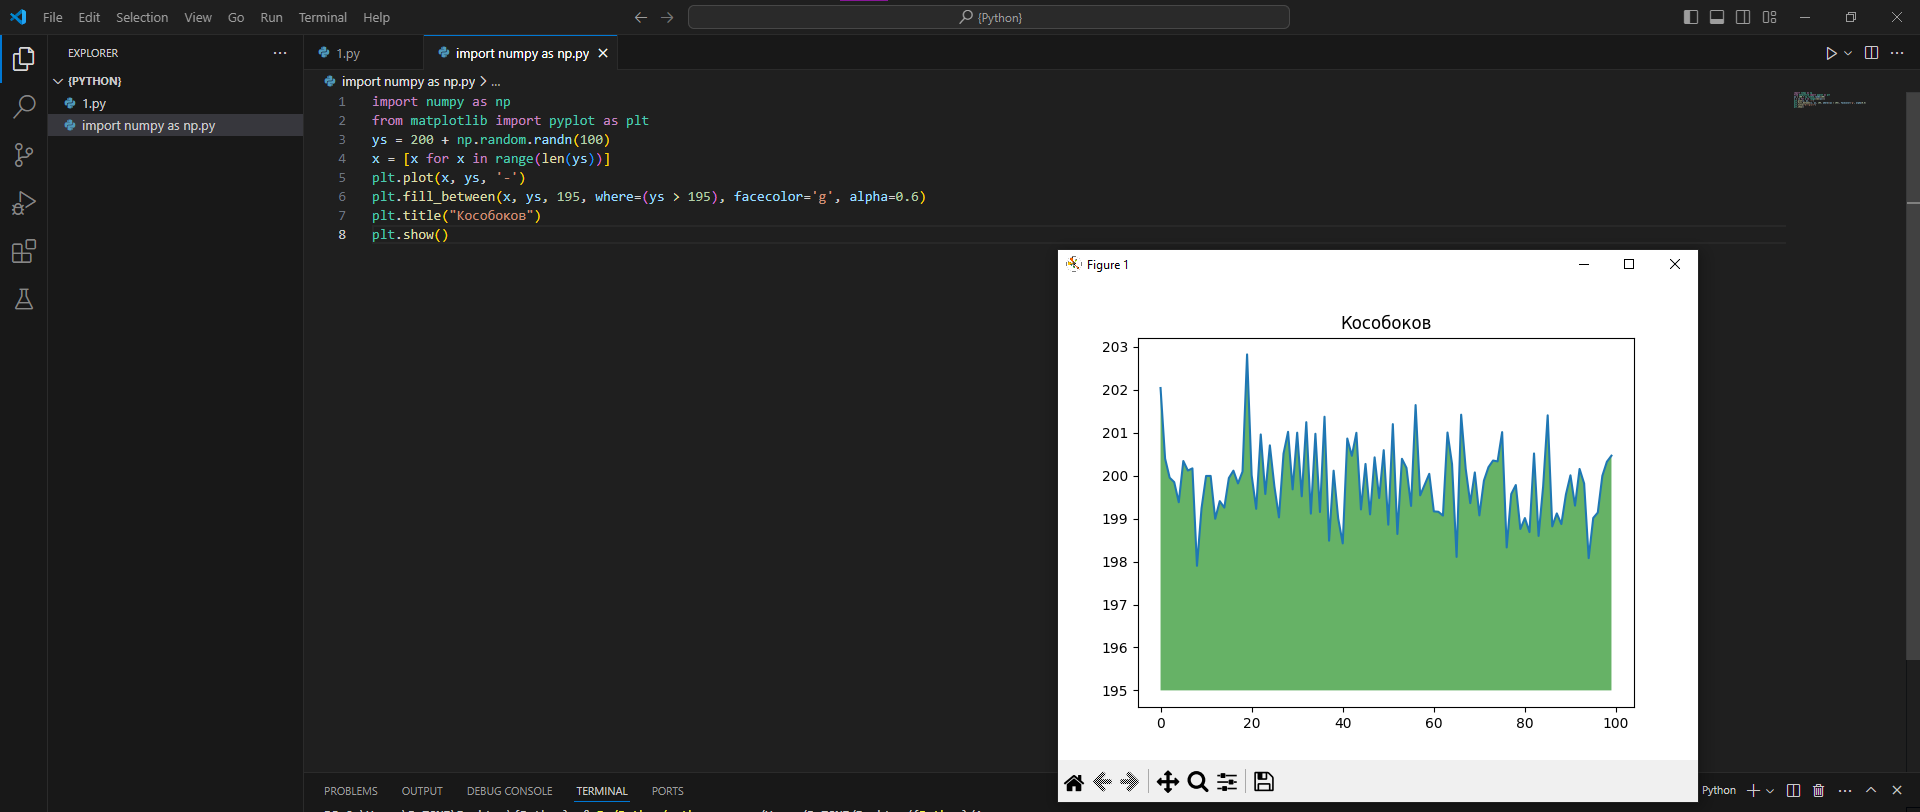 File Edit Selection View Go Run Terminal Help
{Python}
EXPLORER
{PYTHON}
1.py
import numpy as np.py
1.py
import numpy as np.py
import numpy as np.py > ...
1 import numpy as np
2 from matplotlib import pyplot as plt
3 ys = 200 + np.random.randn(100)
4 x = [x for x in range(len(ys))]
5 plt.plot(x, ys, '-')
6 plt.fill_between(x, ys, 195, where=(ys > 195), facecolor='g', alpha=0.6)
7 plt.title("Кособоков")
8 plt.show()
Figure 1
Кособоков
203
202
201
200
199
198
197
196
195
0 20 40 60 80 100
PROBLEMS OUTPUT DEBUG CONSOLE TERMINAL PORTS
Python